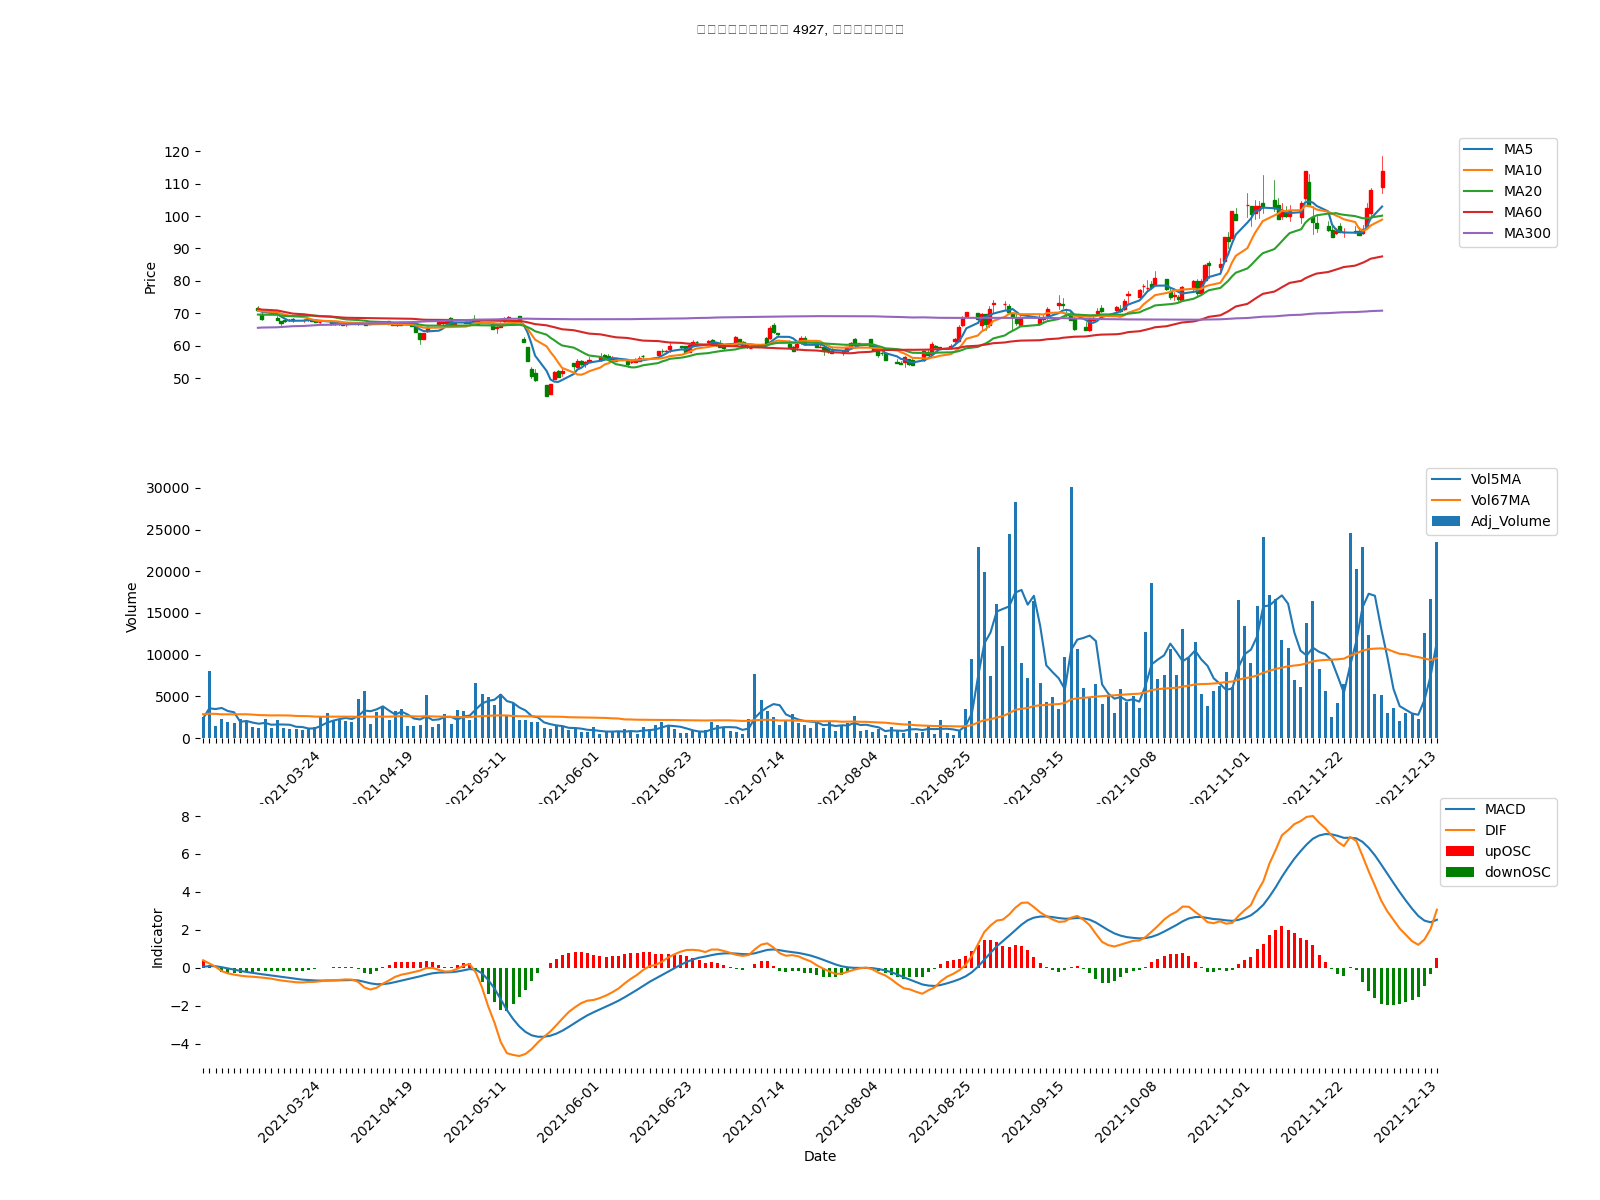 4927,
120
110
100
90
80
70
60
50
Price
MA5
MA10
MA20
MA60
MA300
30000
25000
20000
15000
10000
5000
0
Volume
Vol5MA
Vol67MA
Adj_Volume
2021-03-24 2021-04-19 2021-05-11 2021-06-01 2021-06-23 2021-07-14 2021-08-04 2021-08-25 2021-09-15 2021-10-08 2021-11-01 2021-11-22 2021-12-13
8
6
4
2
0
−2
−4
Indicator
MACD
DIF
upOSC
downOSC
2021-03-24 2021-04-19 2021-05-11 2021-06-01 2021-06-23 2021-07-14 2021-08-04 2021-08-25 2021-09-15 2021-10-08 2021-11-01 2021-11-22 2021-12-13
Date